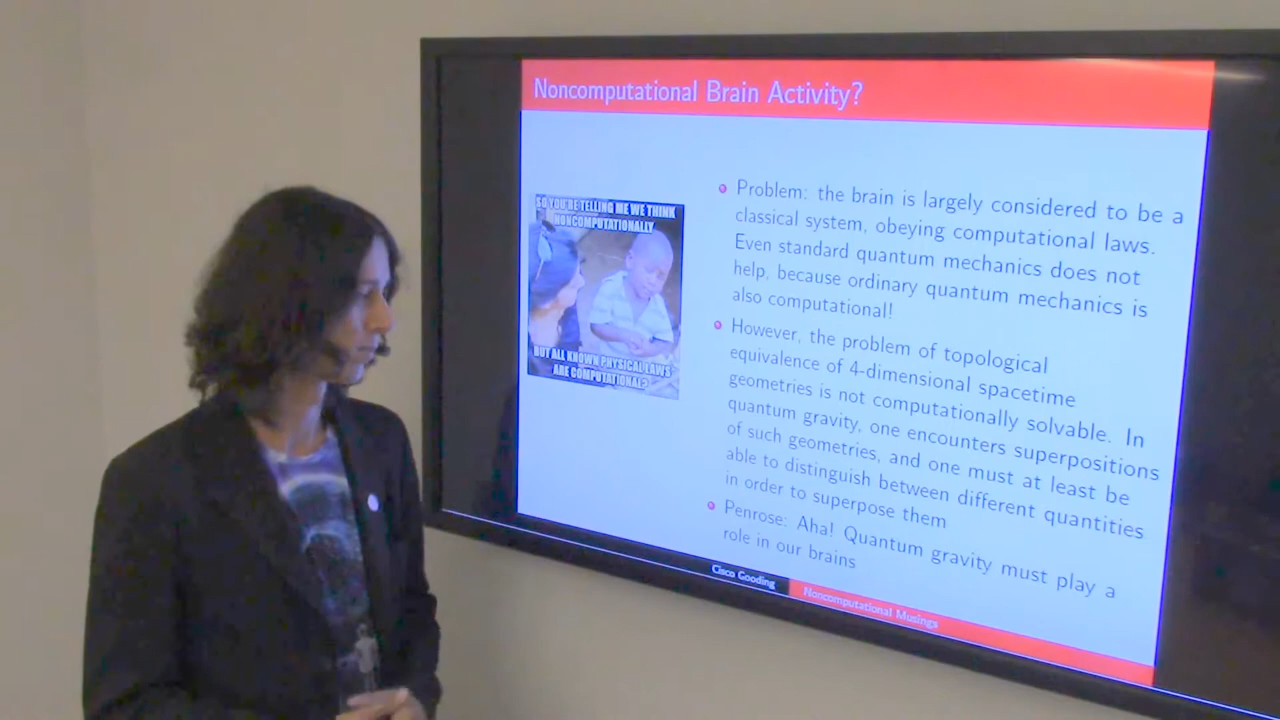 Noncomputational Brain Activity?
SO YOU'RE TELLING ME WE THINK
NONCOMPUTATIONALLY
BUT ALL KNOWN PHYSICAL LAWS
ARE COMPUTATIONAL?
Problem: the brain is largely considered to be a
classical system, obeying computational laws.
Even standard quantum mechanics does not
help, because ordinary quantum mechanics is
also computational!
However, the problem of topological
equivalence of 4-dimensional spacetime
geometries is not computationally solvable. In
quantum gravity, one encounters superpositions
of such geometries, and one must at least be
able to distinguish between different quantities
in order to superpose them
Penrose: Aha! Quantum gravity must play a
role in our brains
Cisco Gooding
Noncomputational Musings